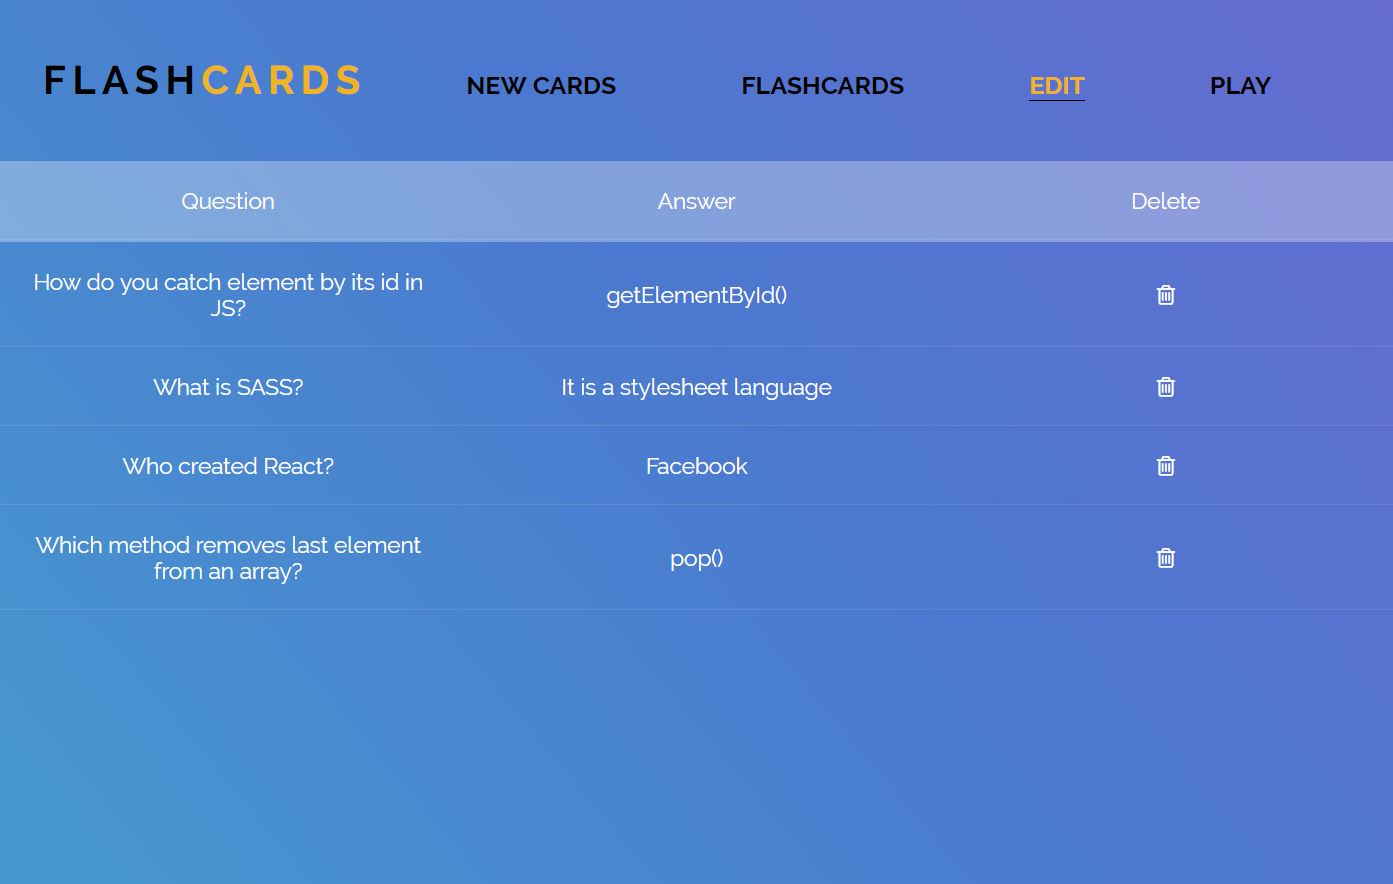 FLASHCARDS NEW CARDS FLASHCARDS EDIT PLAY
Question Answer Delete
How do you catch element by its id in
JS?
getElementById()
What is SASS? It is a stylesheet language
Who created React? Facebook
Which method removes last element
from an array?
pop()